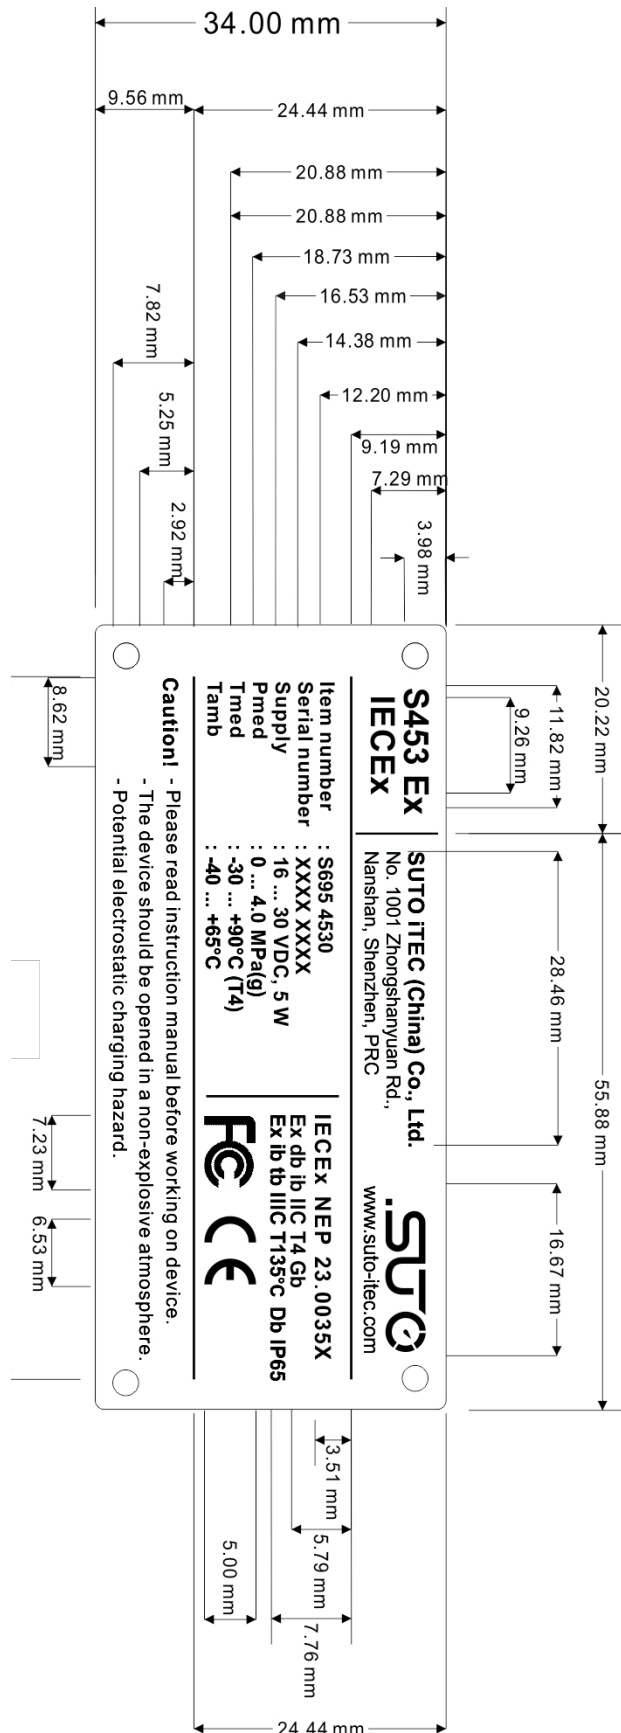 34.00 mm
9.56 mm
24.44 mm
20.88 mm
20.88 mm
18.73 mm
16.53 mm
14.38 mm
12.20 mm
9.19 mm
7.29 mm
3.98 mm
7.82 mm
5.25 mm
2.92 mm
20.22 mm
11.82 mm
9.26 mm
55.88 mm
28.46 mm
16.67 mm
S453 Ex
IECEx
SUTO iTEC (China) Co., Ltd.
No. 1001 Zhongshanyuan Rd.,
Nanshan, Shenzhen, PRC
SUTO
www.suto-itec.com
Item number : S695 4530
Serial number : XXXX XXXX
Supply : 16 ... 30 VDC, 5 W
Pmed : 0 ... 4.0 MPa(g)
Tmed : -30 ... +90°C (T4)
Tamb : -40 ... +65°C
IECEx NEP 23.0035X
Ex db ib IIC T4 Gb
Ex ib tb IIIC T135°C Db IP65
FC CE
Caution! - Please read instruction manual before working on device.
- The device should be opened in a non-explosive atmosphere.
- Potential electrostatic charging hazard.
8.62 mm
7.23 mm
6.53 mm
3.51 mm
5.79 mm
7.76 mm
5.00 mm
24.44 mm